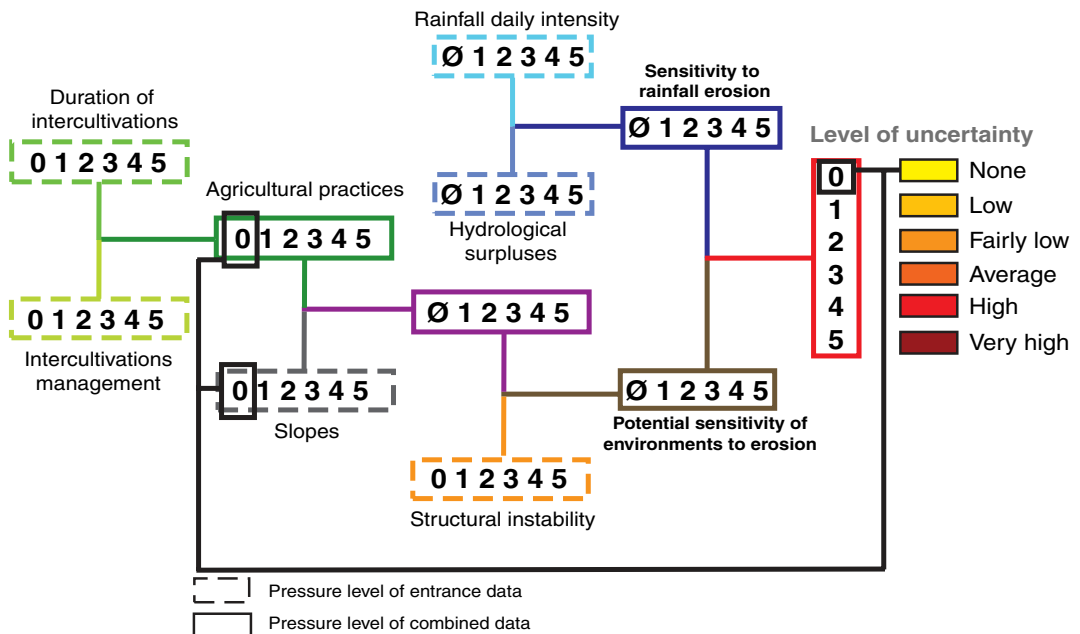 Rainfall daily intensity
Ø 1 2 3 4 5
Sensitivity to
rainfall erosion
Ø 1 2 3 4 5
Duration of
intercultivations
0 1 2 3 4 5
Level of uncertainty
0
1
2
3
4
5
None
Low
Fairly low
Average
High
Very high
Agricultural practices
0 1 2 3 4 5
Ø 1 2 3 4 5
Hydrological
surpluses
0 1 2 3 4 5
Intercultivations
management
Ø 1 2 3 4 5
0 1 2 3 4 5
Slopes
Ø 1 2 3 4 5
Potential sensitivity of
environments to erosion
0 1 2 3 4 5
Structural instability
Pressure level of entrance data
Pressure level of combined data